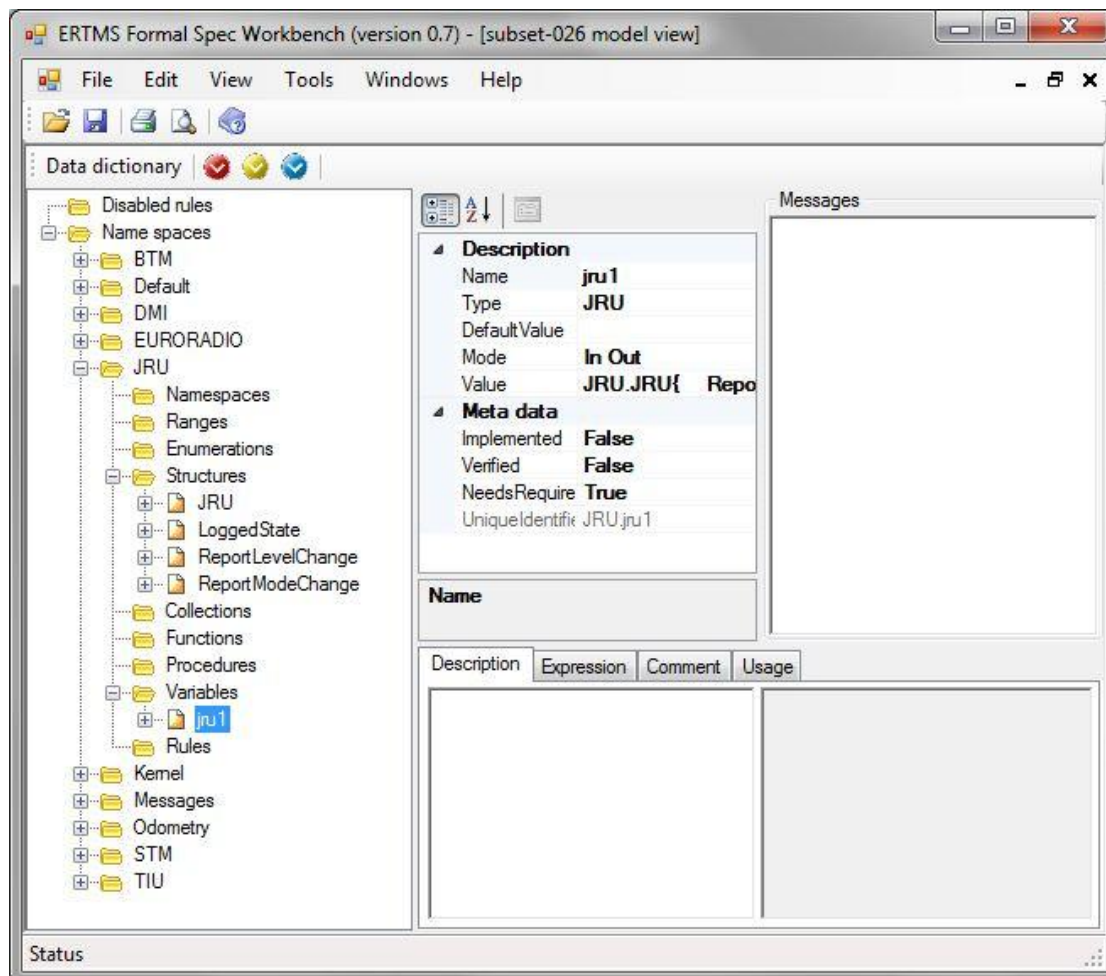 ERTMS Formal Spec Workbench (version 0.7) - [subset-026 model view]
File Edit View Tools Windows Help
Data dictionary
Disabled rules
Name spaces
BTM
Default
DMI
EURORADIO
JRU
Namespaces
Ranges
Enumerations
Structures
JRU
LoggedState
ReportLevelChange
ReportModeChange
Collections
Functions
Procedures
Variables
jru1
Rules
Kernel
Messages
Odometry
STM
TIU
Description
Name jru1
Type JRU
DefaultValue
Mode In Out
Value JRU.JRU{ Repo
Meta data
Implemented False
Verified False
NeedsRequire True
UniqueIdentifie JRU.jru1
Name
Messages
Description Expression Comment Usage
Status